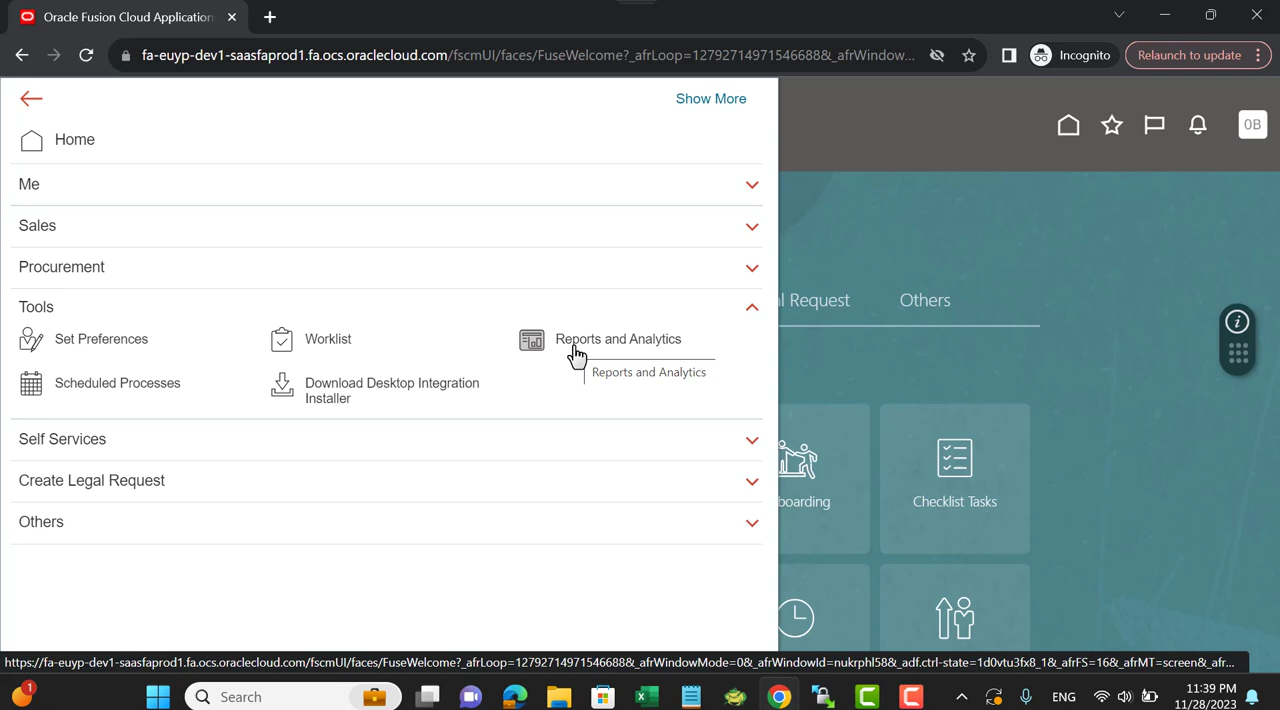 Oracle Fusion Cloud Application
fa-euyp-dev1-saasfaprod1.fa.ocs.oraclecloud.com/fscmUI/faces/FuseWelcome?_afrLoop=12792714971546688&_afrWindow...
Incognito
Relaunch to update
Show More
Home
OB
Me
Sales
Procurement
Tools
Set Preferences
Worklist
Reports and Analytics
Reports and Analytics
Scheduled Processes
Download Desktop Integration
Installer
Self Services
Create Legal Request
Others
l Request
Others
boarding
Checklist Tasks
https://fa-euyp-dev1-saasfaprod1.fa.ocs.oraclecloud.com/fscmUI/faces/FuseWelcome?_afrLoop=12792714971546688&_afrWindowMode=0&_afrWindowId=nukrphl58&_adf.ctrl-state=1d0vtu3fx8_1&_afrFS=16&_afrMT=screen&_afr...
1
Search
ENG
11:39 PM
11/28/2023